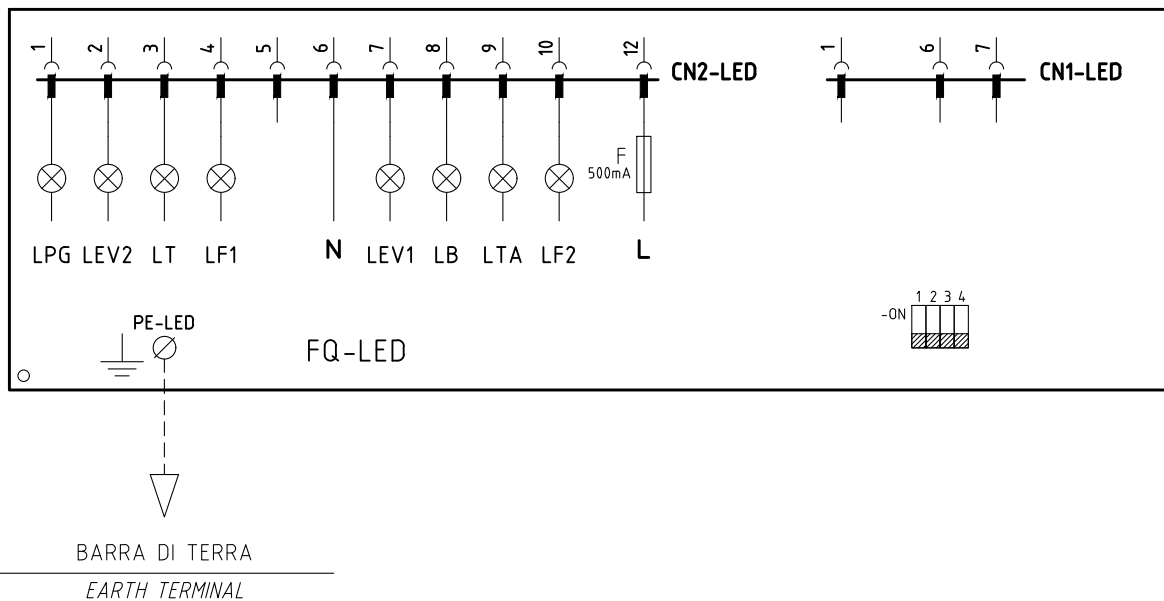 1 2 3 4 5 6 7 8 9 10 12 CN2-LED
1 6 7 CN1-LED
F
500mA
LPG LEV2 LT LF1 N LEV1 LB LTA LF2 L
1 2 3 4
-ON
PE-LED
FQ-LED
BARRA DI TERRA
EARTH TERMINAL